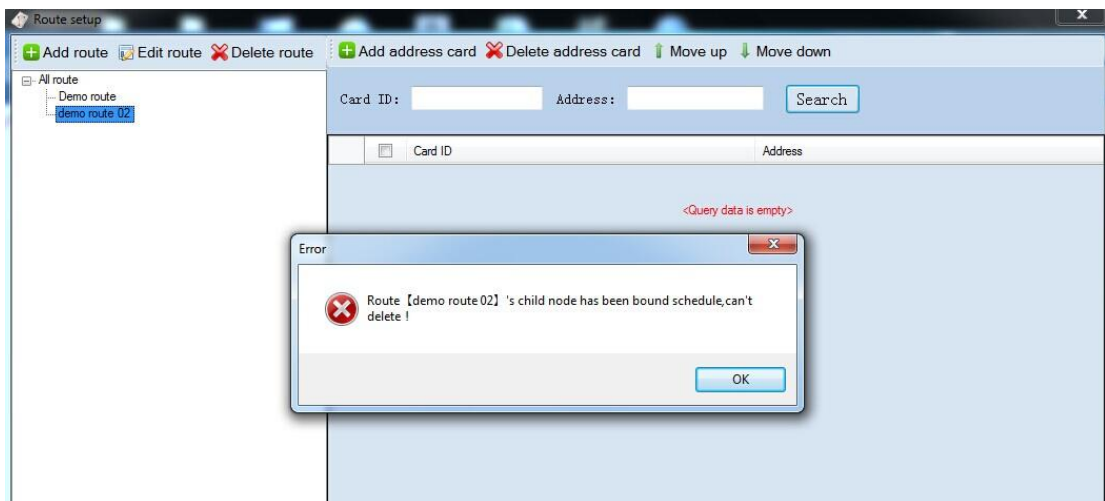 Route setup
Add route Edit route Delete route Add address card Delete address card Move up Move down
All route
Demo route
demo route 02
Card ID: Address: Search
Card ID Address
<Query data is empty>
Error
Route【demo route 02】's child node has been bound schedule,can't
delete !
OK